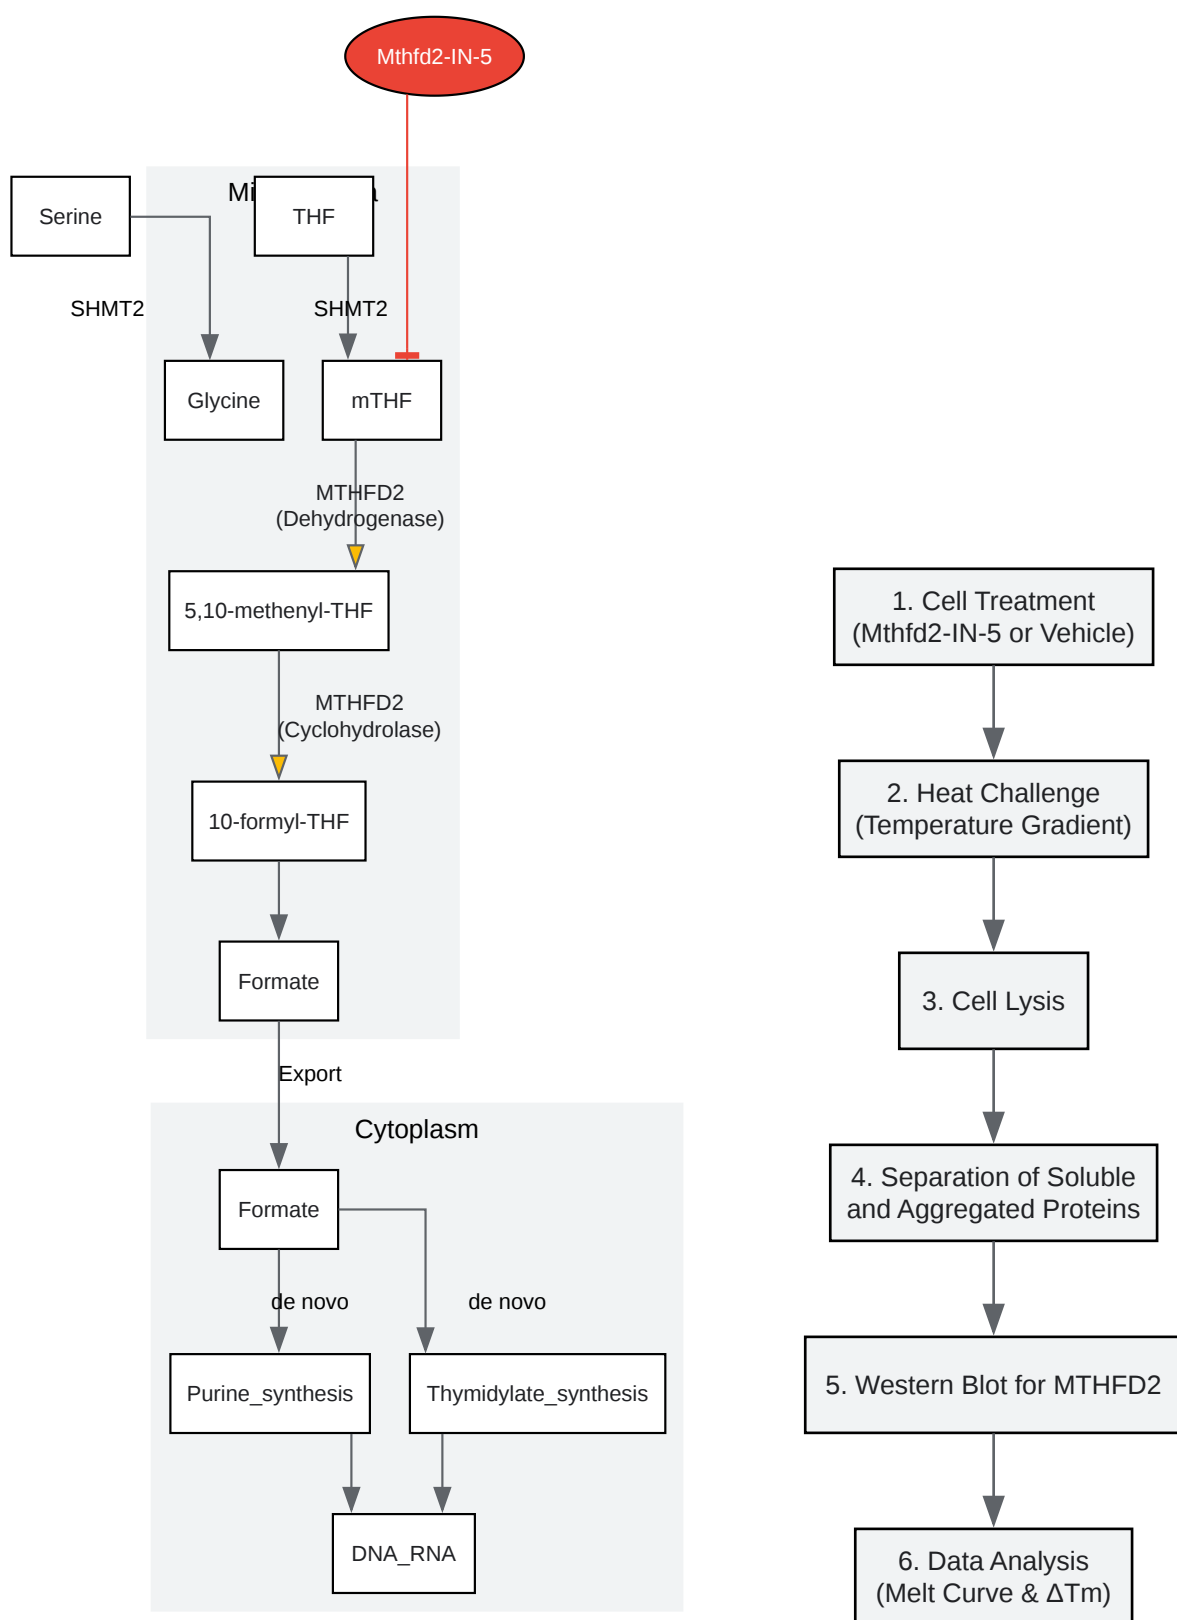 Mthfd2-IN-5
Serine
THF
SHMT2
SHMT2
Glycine
mTHF
MTHFD2
(Dehydrogenase)
5,10-methenyl-THF
MTHFD2
(Cyclohydrolase)
10-formyl-THF
Formate
Export
Cytoplasm
Formate
de novo
de novo
Purine_synthesis
Thymidylate_synthesis
DNA_RNA
1. Cell Treatment
(Mthfd2-IN-5 or Vehicle)
2. Heat Challenge
(Temperature Gradient)
3. Cell Lysis
4. Separation of Soluble
and Aggregated Proteins
5. Western Blot for MTHFD2
6. Data Analysis
(Melt Curve & ΔTm)